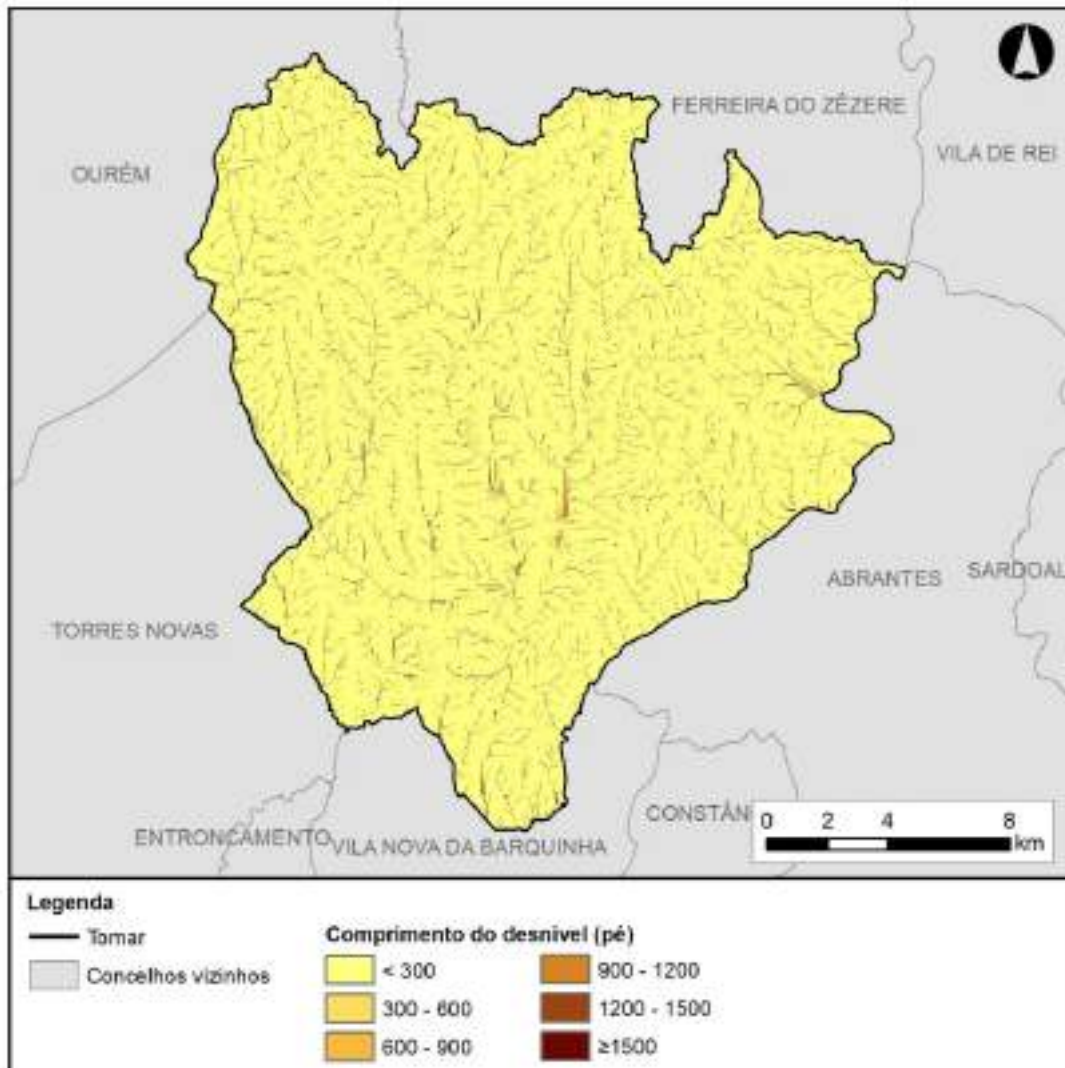 FERREIRA DO ZÊZERE
VILA DE REI
OURÉM
ABRANTES
SARDOAL
TORRES NOVAS
CONSTÂN
ENTRONCAMENTO
VILA NOVA DA BARQUINHA
0 2 4 8
km
Legenda
Tomar
Concelhos vizinhos
Comprimento do desnível (pé)
< 300
300 - 600
600 - 900
900 - 1200
1200 - 1500
≥1500